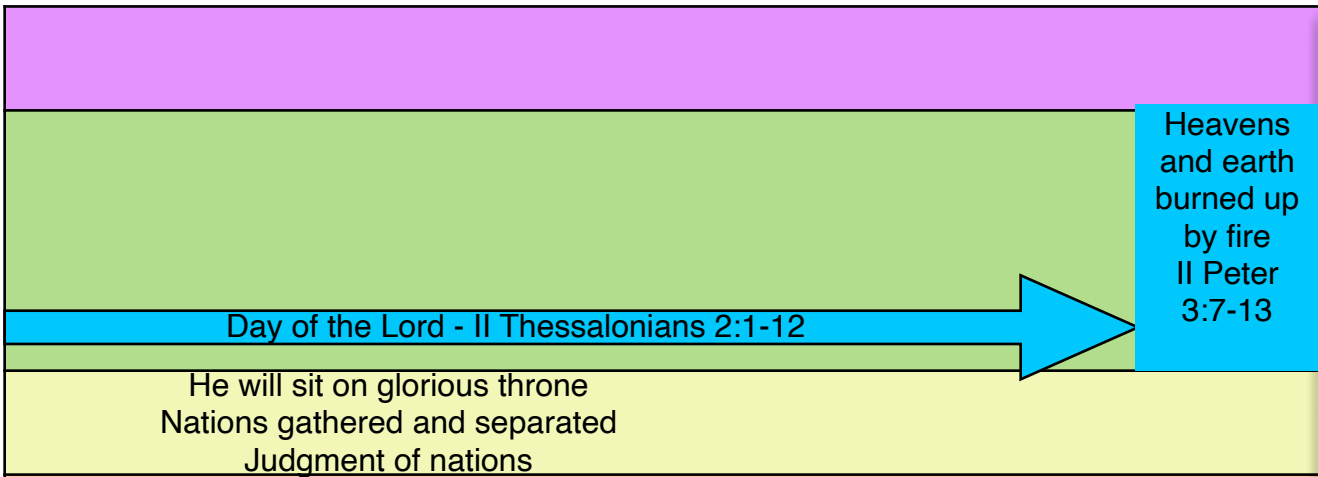 Heavens
and earth
burned up
by fire
II Peter
3:7-13
Day of the Lord - II Thessalonians 2:1-12
He will sit on glorious throne
Nations gathered and separated
Judgment of nations